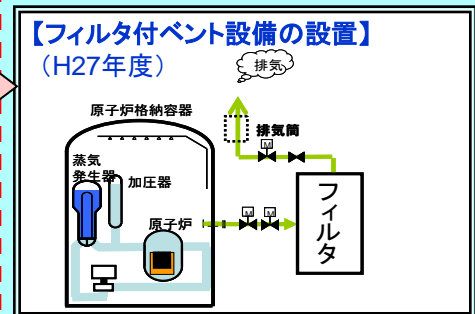 【フィルタ付ベント設備の設置】
（H27年度）
排気
原子炉格納容器
排気筒
M
蒸気
発生器
加圧器
原子炉
M M
フィルタ